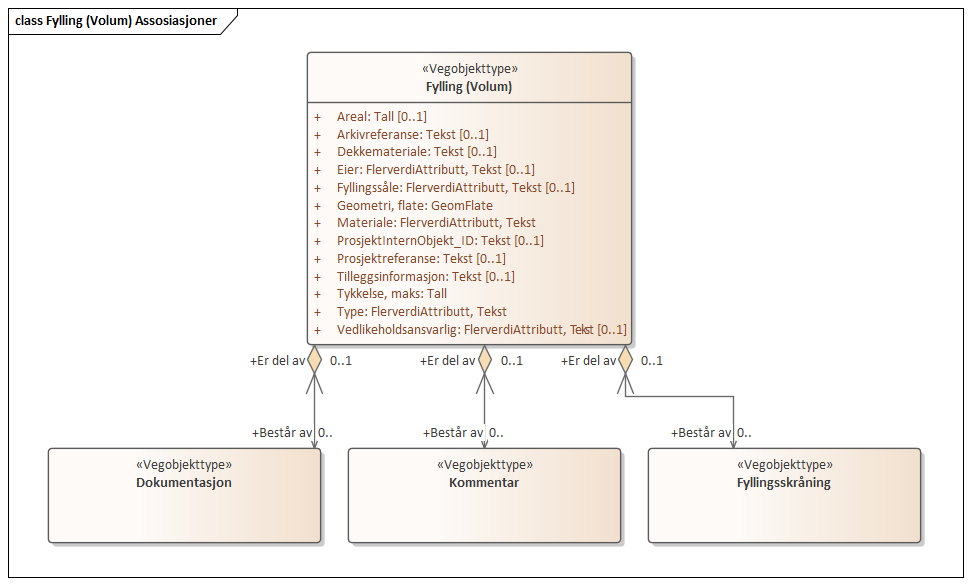 class Fylling (Volum) Assosiasjoner
«Vegobjekttype»
Fylling (Volum)
+ Areal: Tall [0..1]
+ Arkivreferanse: Tekst [0..1]
+ Dekkemateriale: Tekst [0..1]
+ Eier: FlerverdiAttributt, Tekst [0..1]
+ Fyllingssåle: FlerverdiAttributt, Tekst [0..1]
+ Geometri, flate: GeomFlate
+ Materiale: FlerverdiAttributt, Tekst
+ ProsjektInternObjekt_ID: Tekst [0..1]
+ Prosjektreferanse: Tekst [0..1]
+ Tilleggsinformasjon: Tekst [0..1]
+ Tykkelse, maks: Tall
+ Type: FlerverdiAttributt, Tekst
+ Vedlikeholdsansvarlig: FlerverdiAttributt, Tekst [0..1]
+Er del av 0..1 +Er del av 0..1 +Er del av 0..1
+Består av 0.. +Består av 0.. +Består av 0..
«Vegobjekttype» «Vegobjekttype» «Vegobjekttype»
Dokumentasjon Kommentar Fyllingsskråning